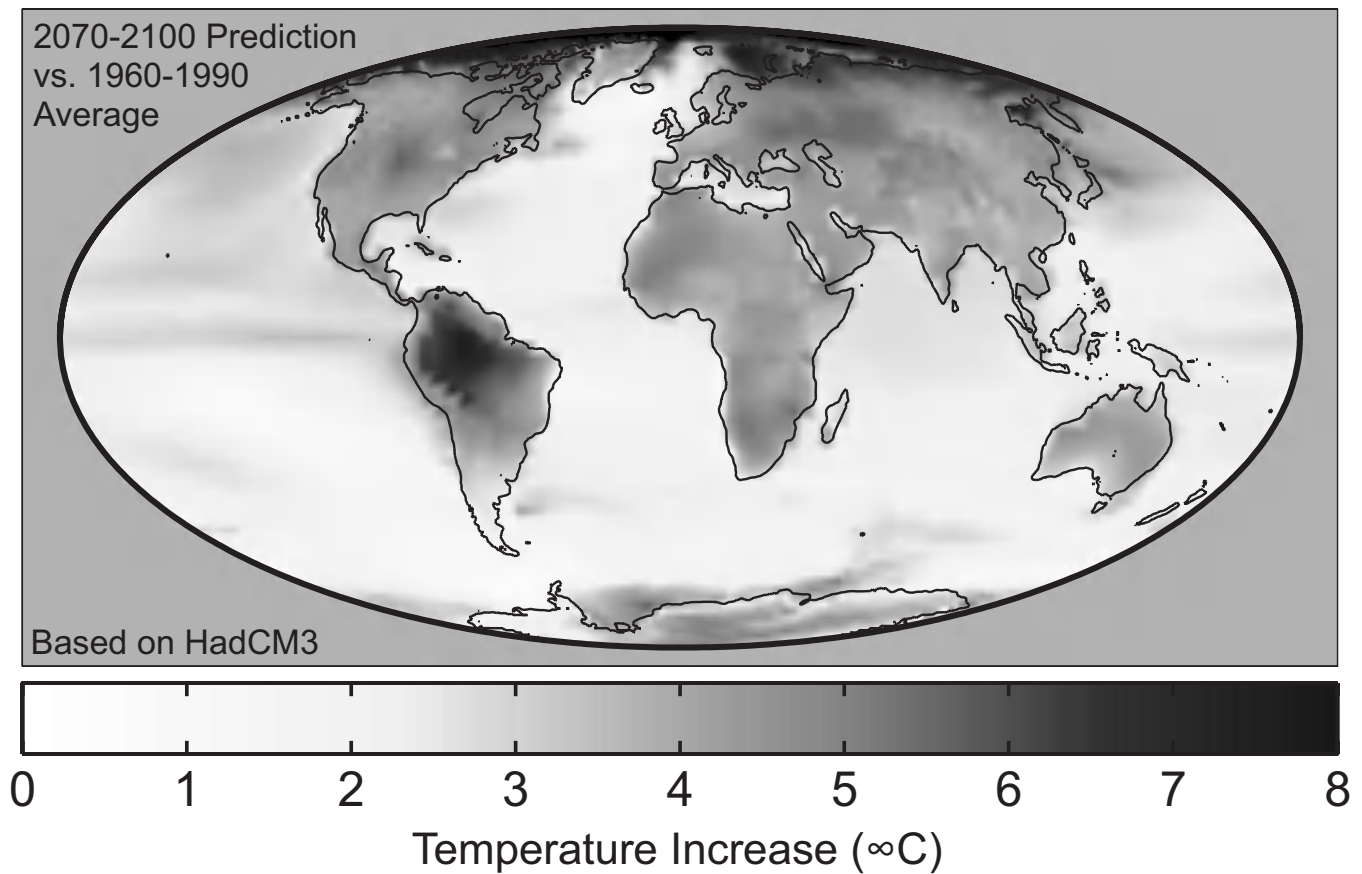 2070-2100 Prediction
vs. 1960-1990
Average
Based on HadCM3
0 1 2 3 4 5 6 7 8
Temperature Increase (∞C)